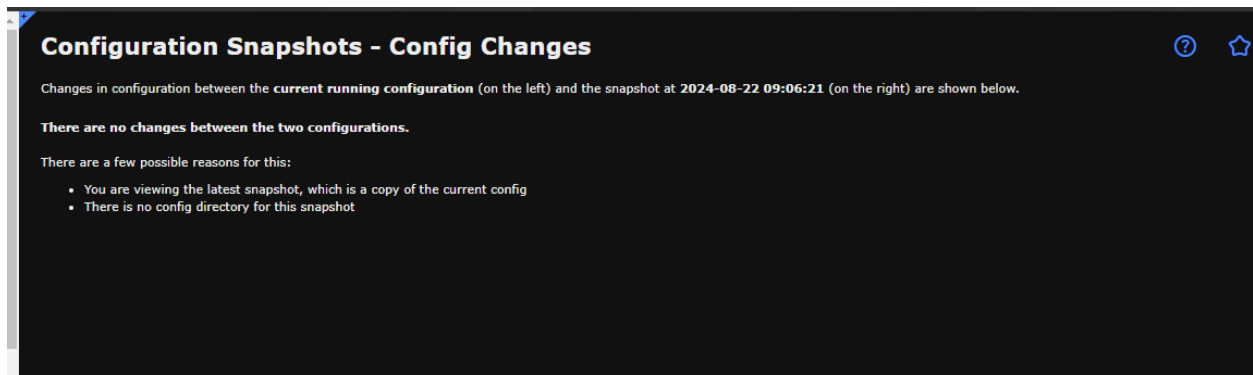 Configuration Snapshots - Config Changes
Changes in configuration between the current running configuration (on the left) and the snapshot at 2024-08-22 09:06:21 (on the right) are shown below.
There are no changes between the two configurations.
There are a few possible reasons for this:
• You are viewing the latest snapshot, which is a copy of the current config
• There is no config directory for this snapshot